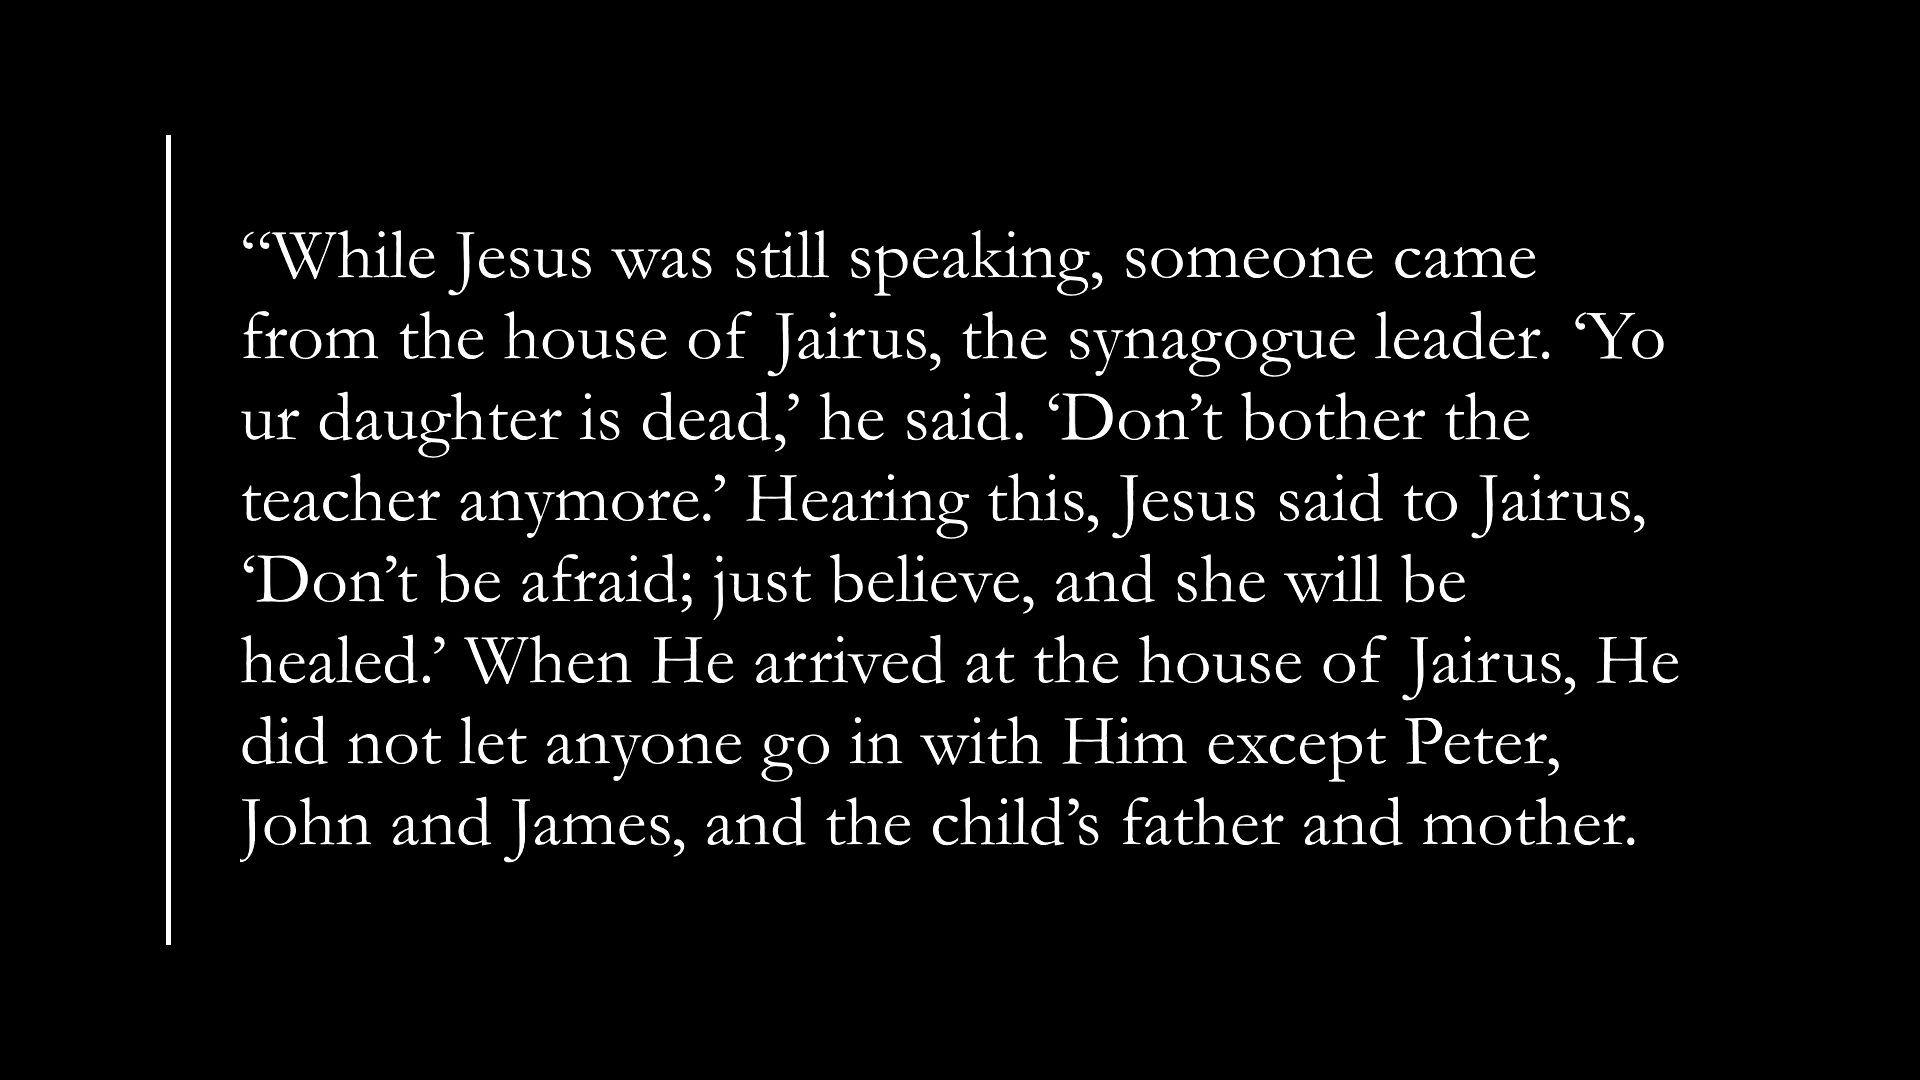 “While Jesus was still speaking, someone came
from the house of Jairus, the synagogue leader. ‘Yo
ur daughter is dead,’ he said. ‘Don’t bother the
teacher anymore.’ Hearing this, Jesus said to Jairus,
‘Don’t be afraid; just believe, and she will be
healed.’ When He arrived at the house of Jairus, He
did not let anyone go in with Him except Peter,
John and James, and the child’s father and mother.